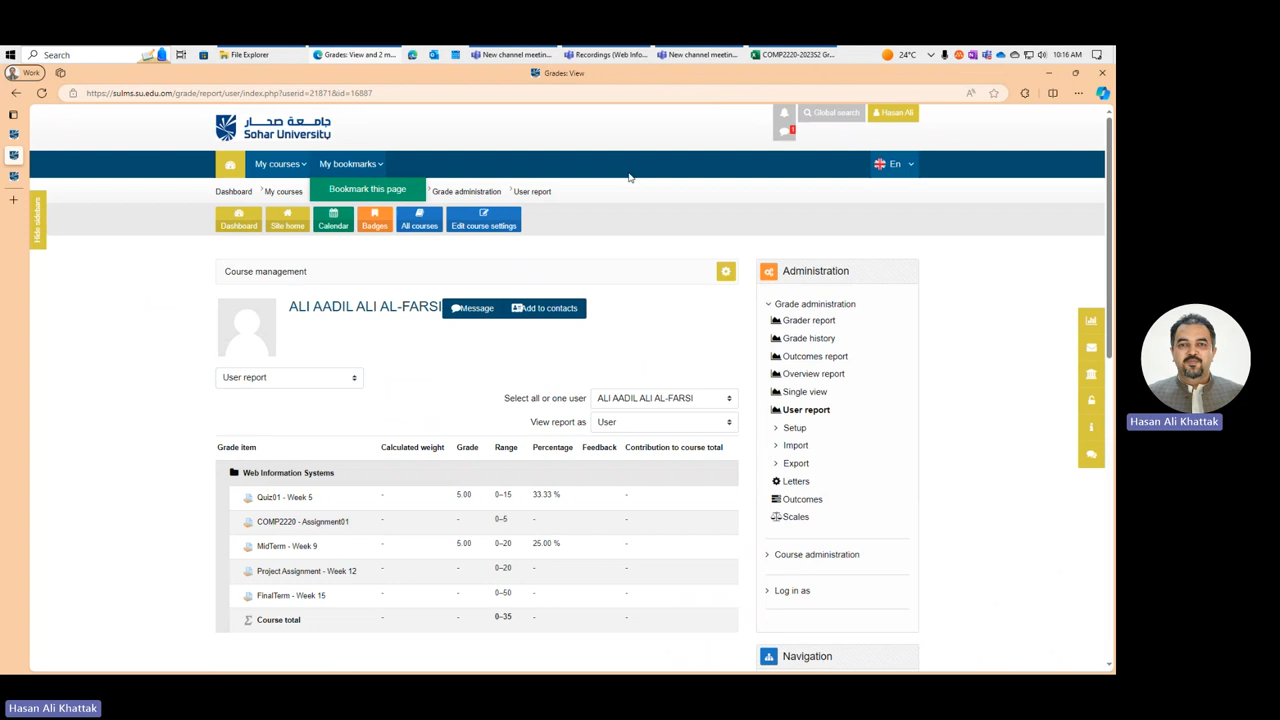 Search
File Explorer
Grades: View and 2 m...
New channel meetin...
Recordings (Web Info...
New channel meetin...
COMP2220-2023S2 Gr...
24°C
10:16 AM
Work
Grades: View
https://sulms.su.edu.om/grade/report/user/index.php?userid=21871&id=16887
جامعة صحار
Sohar University
Global search
Hasan Ali
1
My courses
My bookmarks
En
Dashboard
My courses
Bookmark this page
Grade administration
User report
Hide sidebars
Dashboard
Site home
Calendar
Badges
All courses
Edit course settings
Course management
ALI AADIL ALI AL-FARSI
Message
Add to contacts
User report
Select all or one user
ALI AADIL ALI AL-FARSI
View report as
User
Grade item Calculated weight Grade Range Percentage Feedback Contribution to course total
Web Information Systems
Quiz01 - Week 5 - 5.00 0–15 33.33 % -
COMP2220 - Assignment01 - - 0–5 - -
MidTerm - Week 9 - 5.00 0–20 25.00 % -
Project Assignment - Week 12 - - 0–20 - -
FinalTerm - Week 15 - - 0–50 - -
Course total - - 0–35 - -
Administration
Grade administration
Grader report
Grade history
Outcomes report
Overview report
Single view
User report
Setup
Import
Export
Letters
Outcomes
Scales
Course administration
Log in as
Navigation
Hasan Ali Khattak
Hasan Ali Khattak